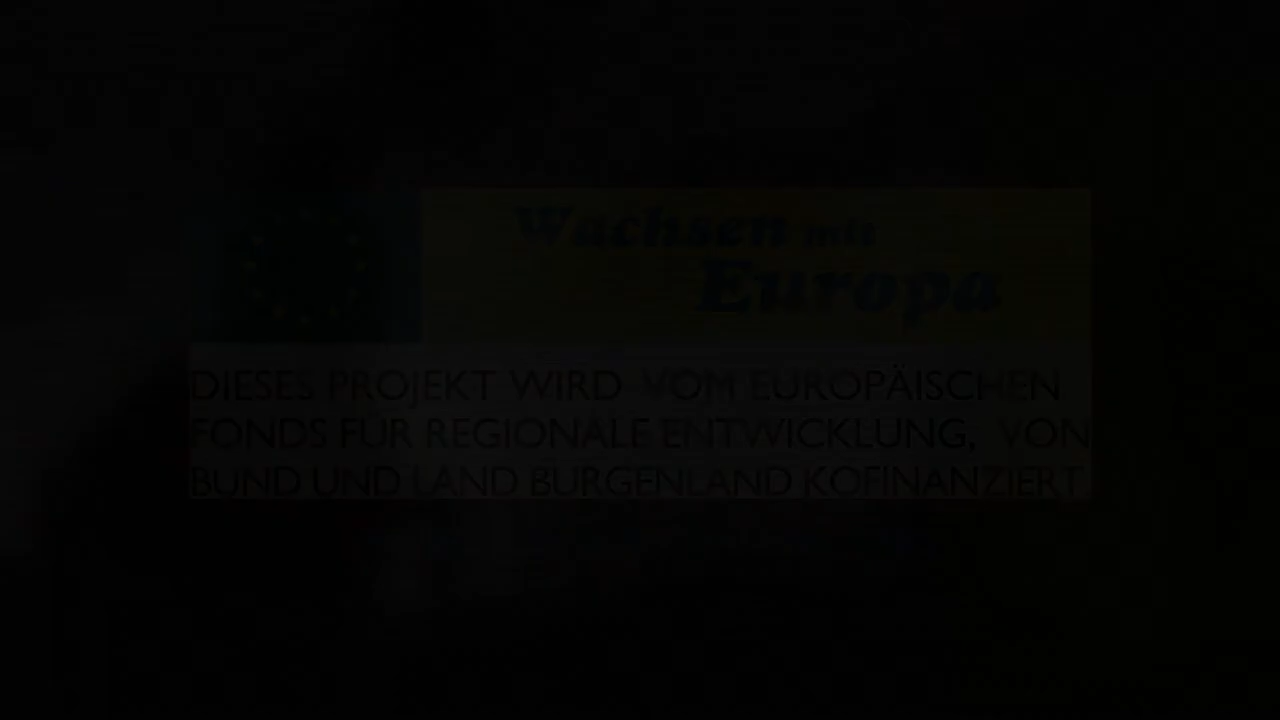 Wachsen mit
Europa
DIESES PROJEKT WIRD VOM EUROPÄISCHEN
FONDS FÜR REGIONALE ENTWICKLUNG, VON
BUND UND LAND BURGENLAND KOFINANZIERT